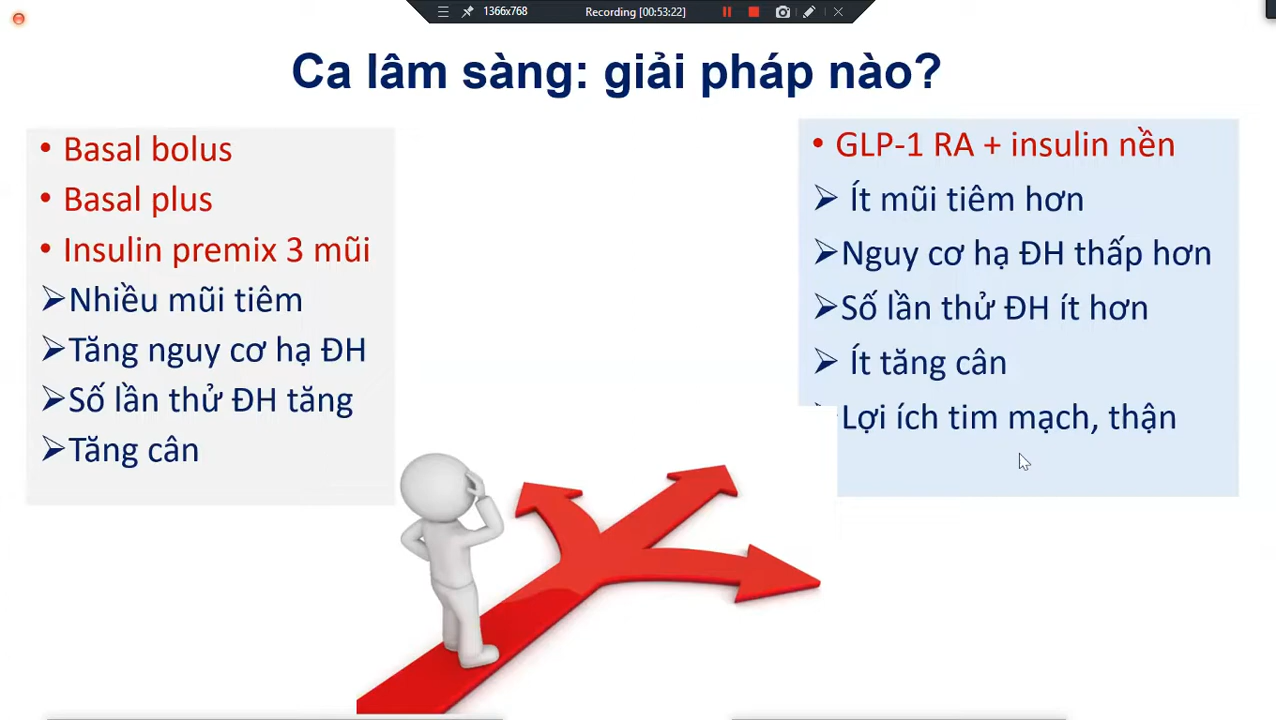 1366x768
Recording [00:53:22]
Ca lâm sàng: giải pháp nào?
• Basal bolus
• Basal plus
• Insulin premix 3 mũi
➢Nhiều mũi tiêm
➢Tăng nguy cơ hạ ĐH
➢Số lần thử ĐH tăng
➢Tăng cân
• GLP-1 RA + insulin nền
➢ Ít mũi tiêm hơn
➢Nguy cơ hạ ĐH thấp hơn
➢Số lần thử ĐH ít hơn
➢ Ít tăng cân
➢Lợi ích tim mạch, thận